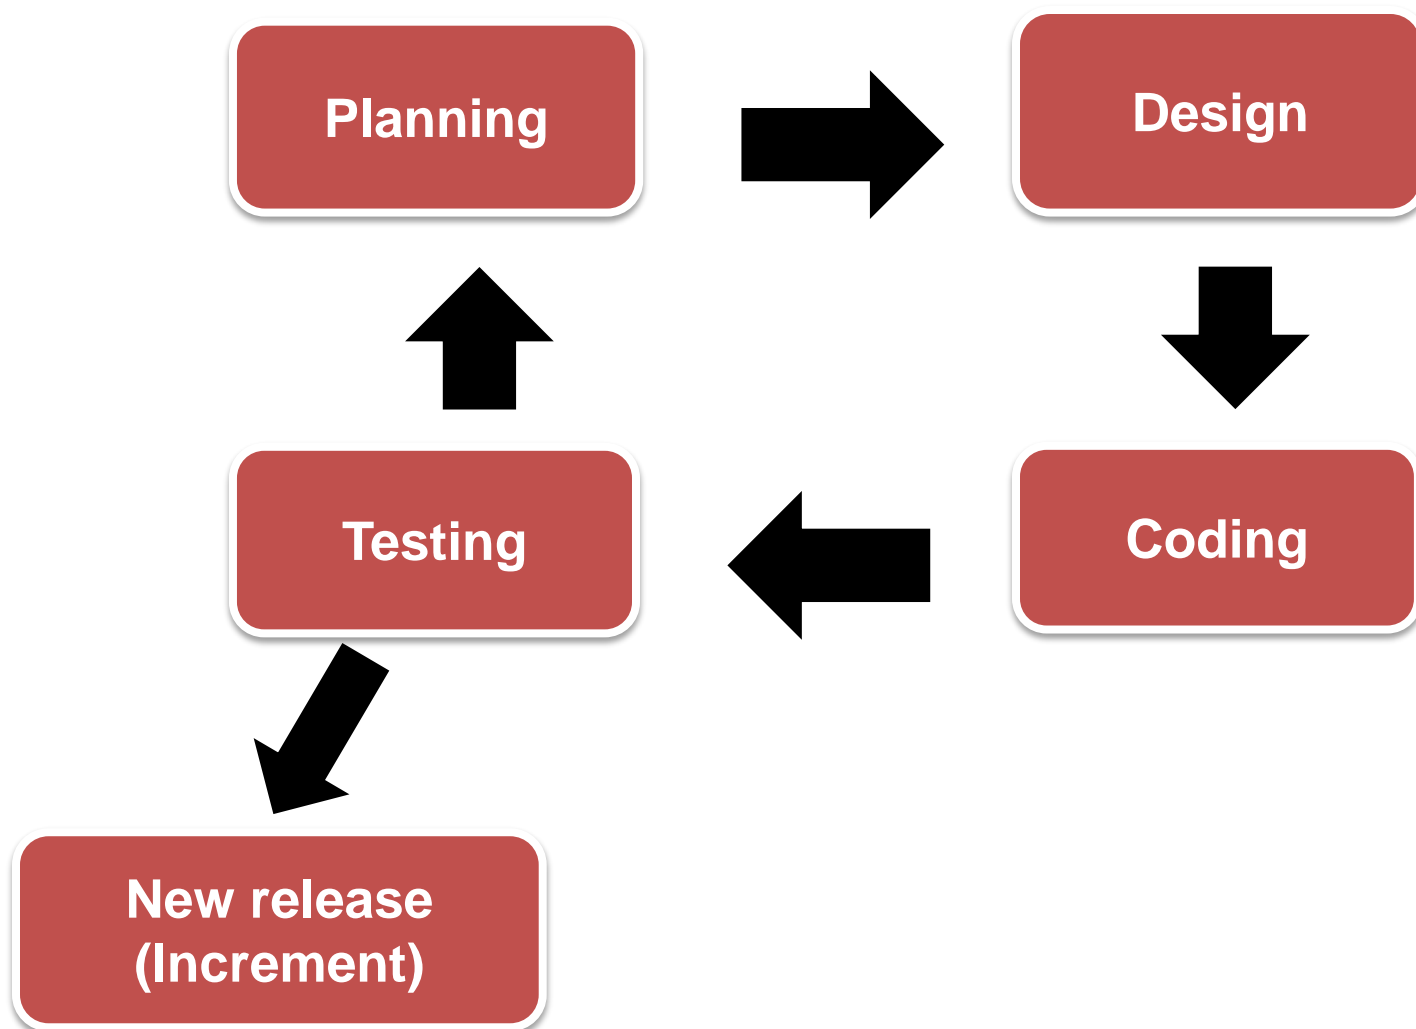 Planning
Design
Testing
Coding
New release
(Increment)